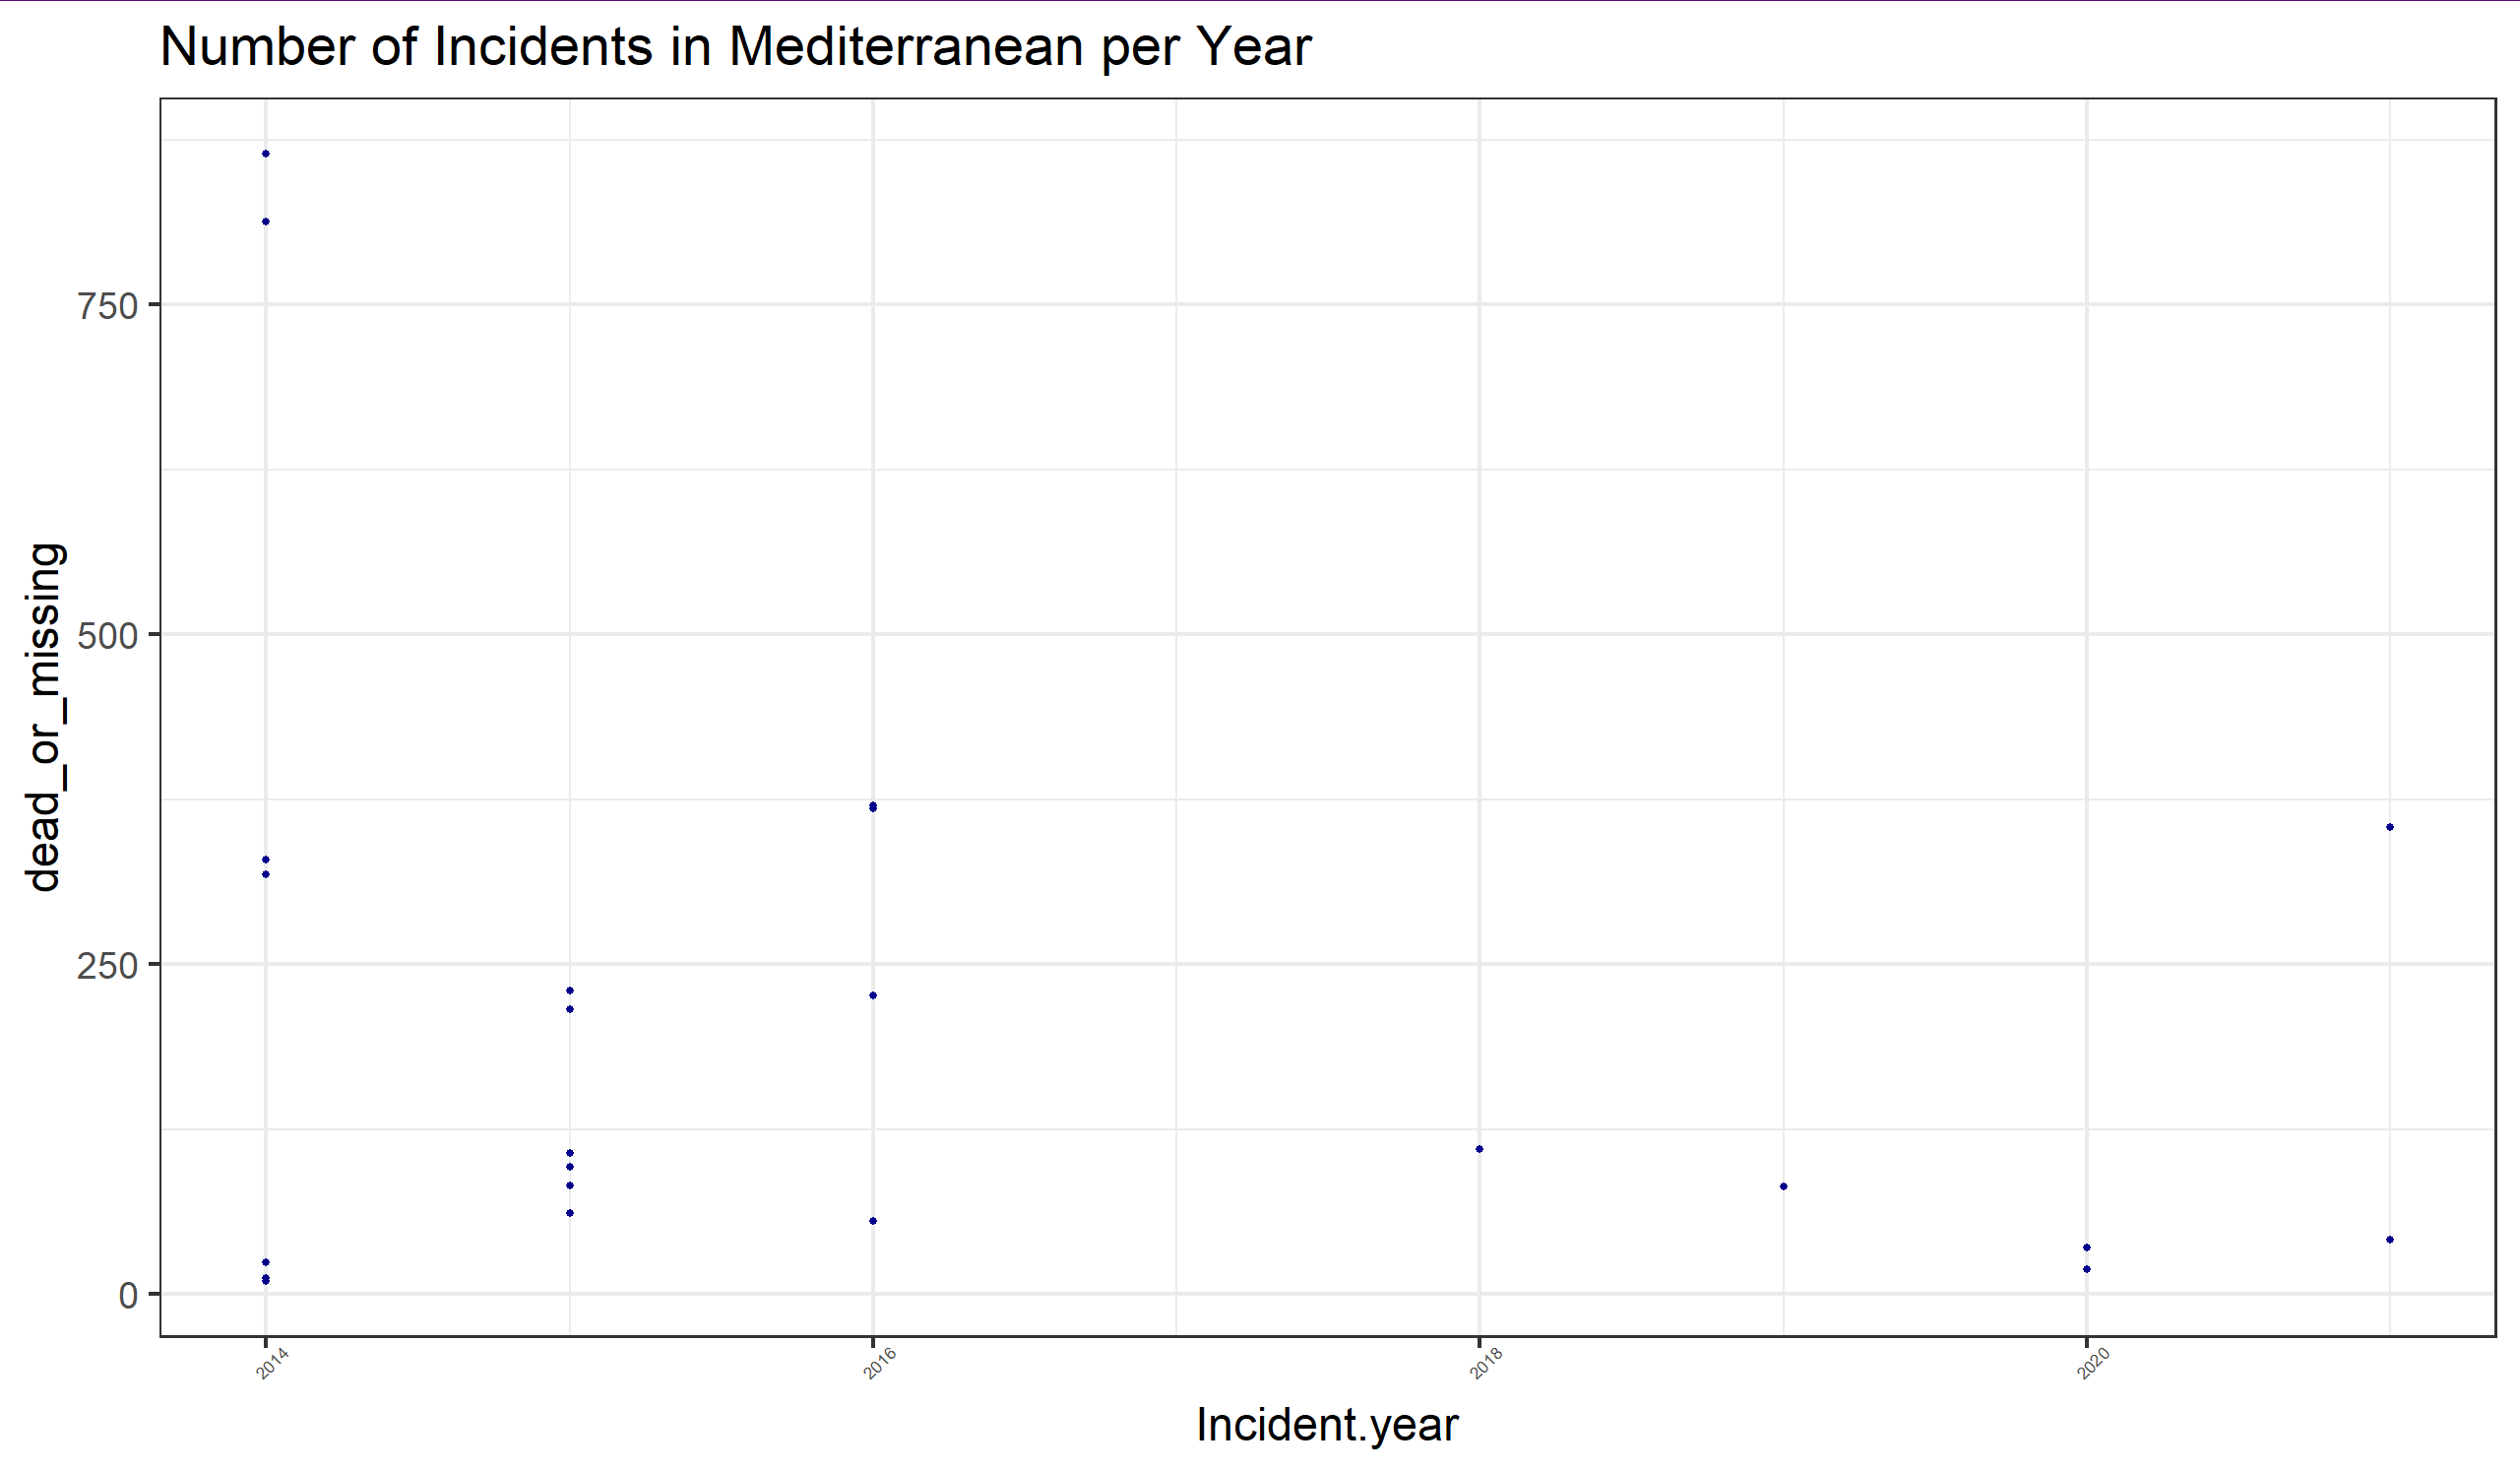 Number of Incidents in Mediterranean per Year
dead_or_missing
750
500
250
0
2014
2016
2018
2020
Incident.year